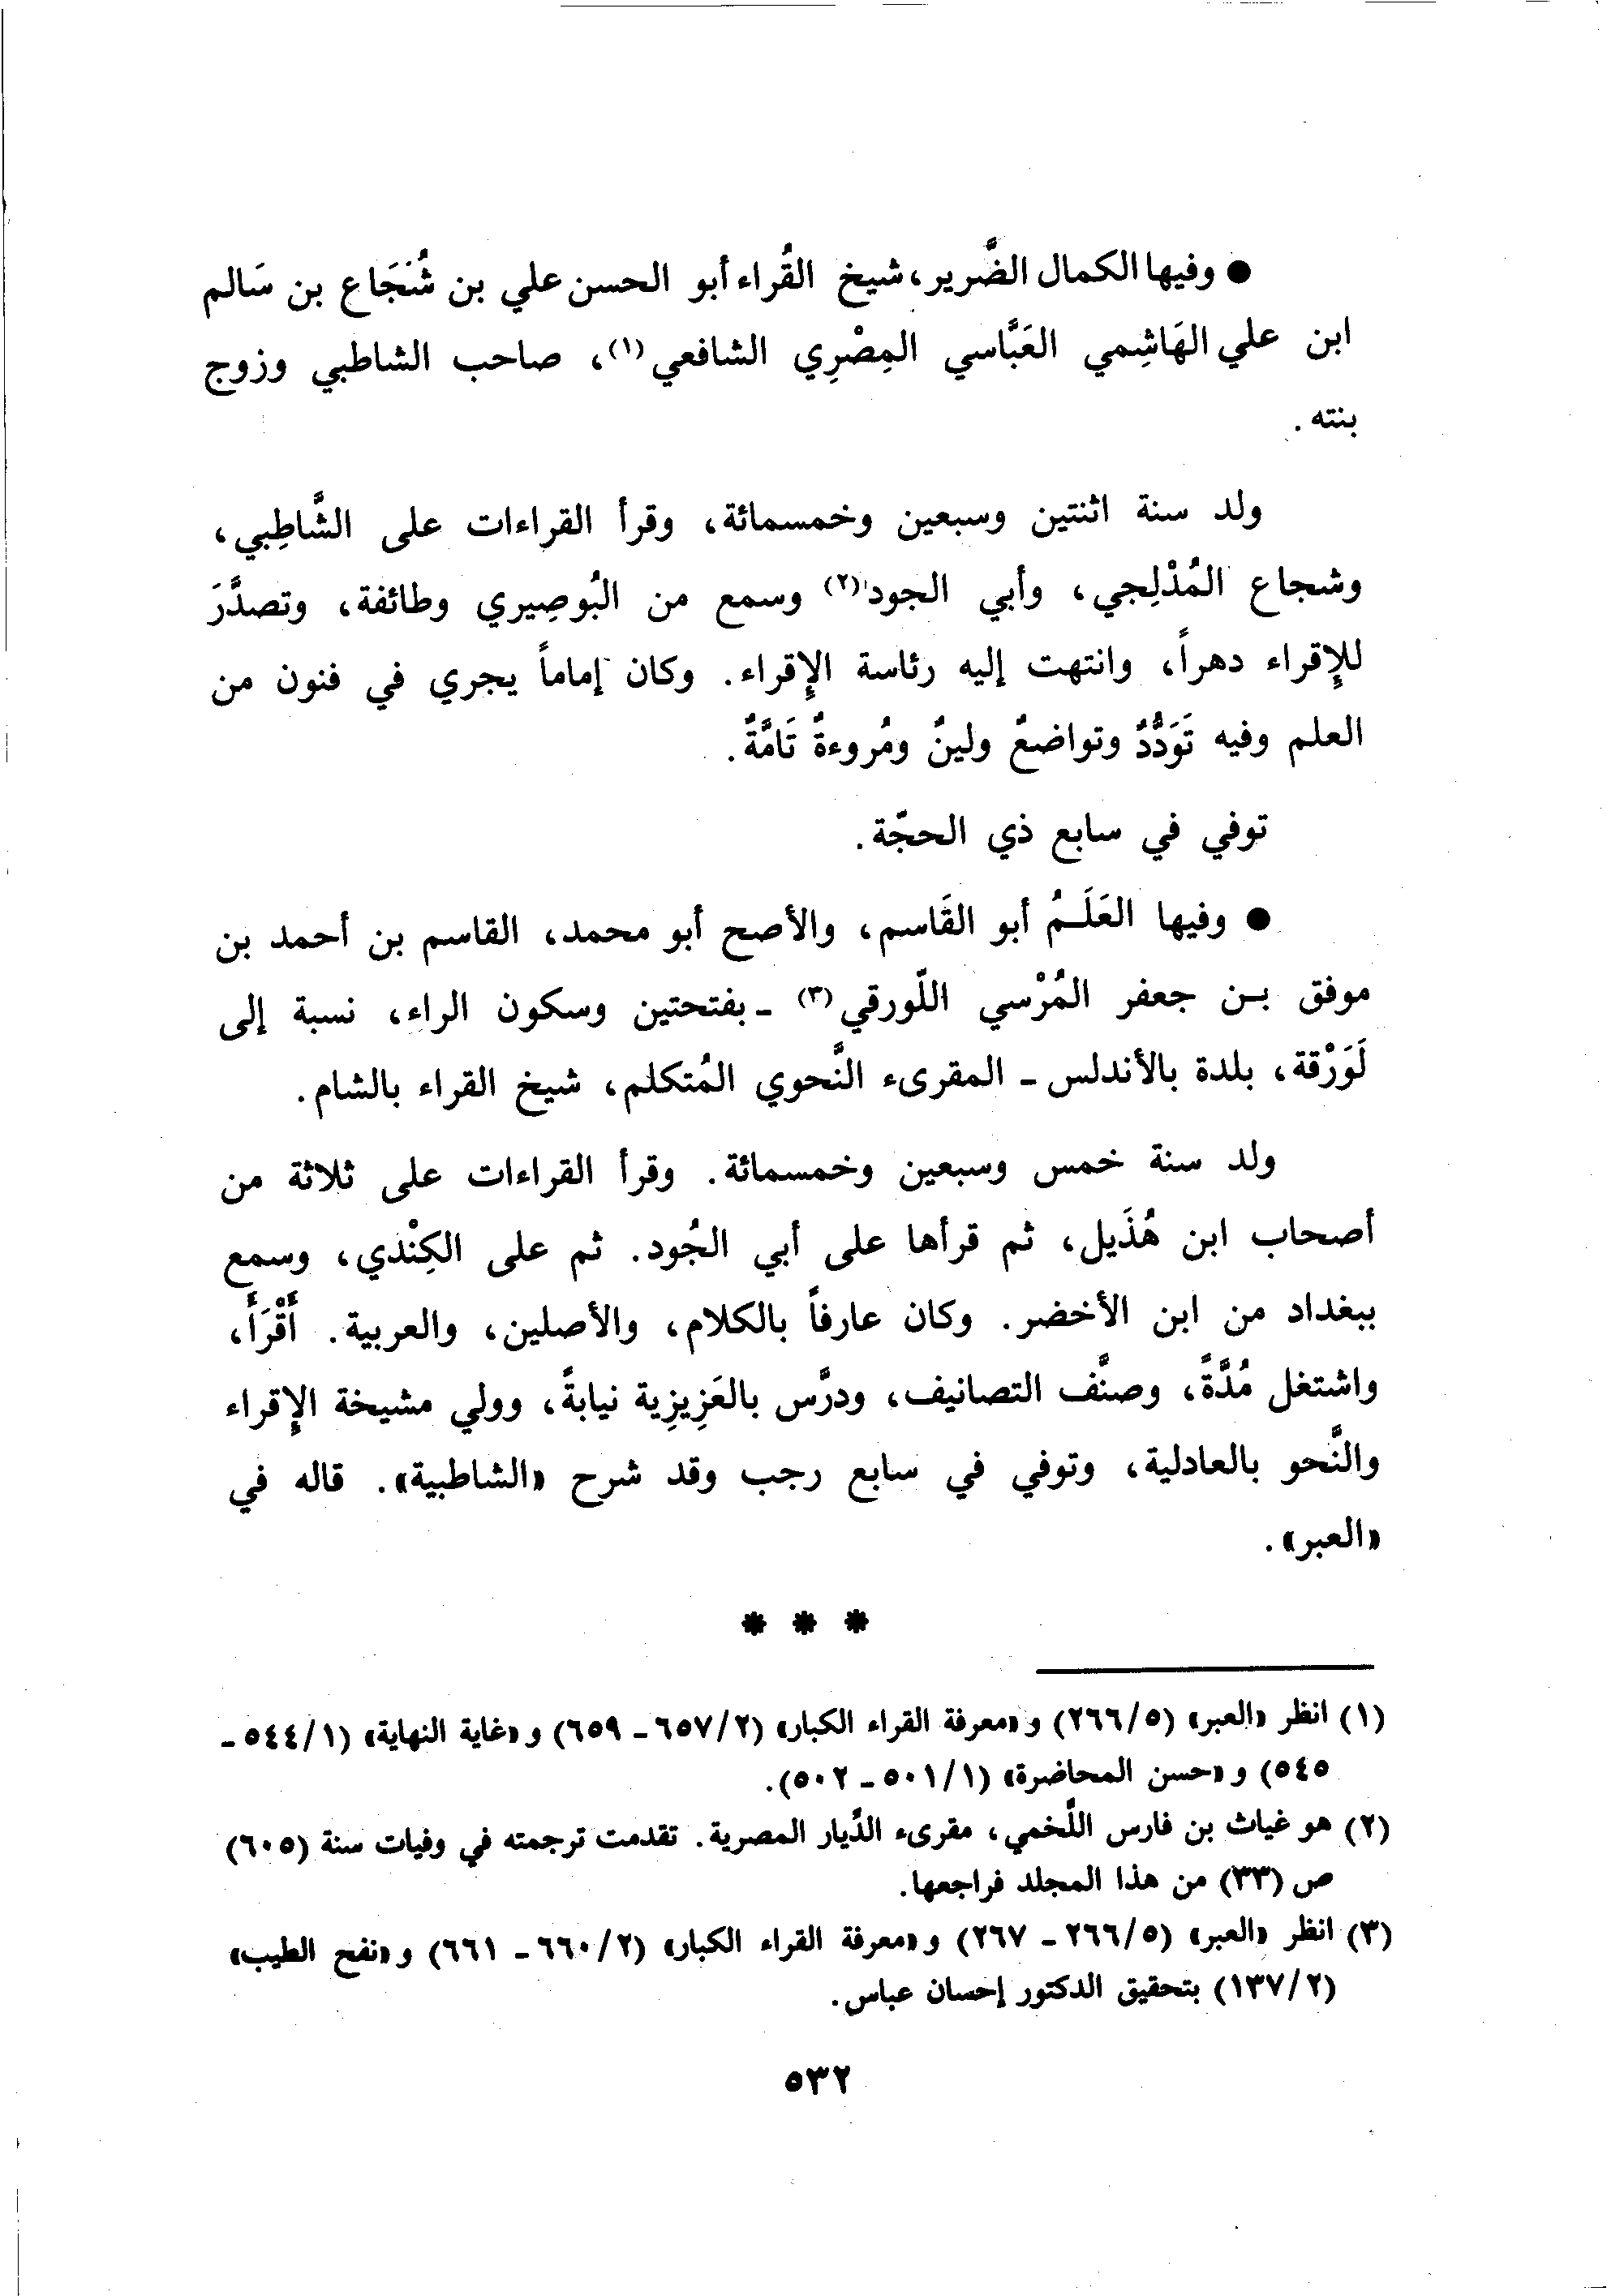 ● وفيها الكمال الضَّرير، شيخ القُراء أبو الحسن علي بن شُنَجَاع بن سَالم
ابن علي الهَاشِمي العَبَّاسي المِصْرِي الشافعي (١)، صاحب الشاطبي وزوج
بنته .
ولد سنة اثنتين وسبعين وخمسمائة، وقرأ القراءات على الشَّاطِبي،
وشجاع المُدْلِجي، وأبي الجود (٢) وسمع من البُوصِيري وطائفة، وتصدَّرَ
للإِقراء دهراً، وانتهت إليه رئاسة الإِقراء. وكان إماماً يجري في فنون من
العلم وفيه تَوَدُّدٌ وتواضعٌ ولينٌ ومُروءةٌ تَامَّةٌ.
توفي في سابع ذي الحجّة .
● وفيها العَلَـمُ أبو القَاسم، والأصح أبو محمد، القاسم بن أحمد بن
موفق بـن جعفر المُرْسي اللّورقي (٣) ـ بفتحتين وسكون الراء، نسبة إلى
لَوَرْقة، بلدة بالأندلس ـ المقرىء النَّحوي المُتكلم، شيخ القراء بالشام .
ولد سنة خمس وسبعين وخمسمائة. وقرأ القراءات على ثلاثة من
أصحاب ابن هُذَيل، ثم قرأها على أبي الجُود. ثم على الكِنْدي، وسمع
ببغداد من ابن الأخضر. وكان عارفاً بالكلام، والأصلين، والعربية. أَقْرَأَ،
واشتغل مُدَّةً، وصنَّف التصانيف، ودرَّس بالعَزِيزِية نيابةً، وولي مشيخة الإِقراء
والنَّحو بالعادلية، وتوفي في سابع رجب وقد شرح «الشاطبية». قاله في
«العبر» .
* * *
(١) انظر «العبر» (٢٦٦/٥) و«معرفة القراء الكبار» (٦٥٧/٢ ـ ٦٥٩) و«غاية النهاية» (٥٤٤/١ ـ
٥٤٥) و«حسن المحاضرة» (٥٠١/١ ـ ٥٠٢).
(٢) هو غياث بن فارس اللَّخمي، مقرىء الدِّيار المصرية. تقدمت ترجمته في وفيات سنة (٦٠٥)
ص (٣٣) من هذا المجلد فراجعها.
(٣) انظر «العبر» (٢٦٦/٥ ـ ٢٦٧) و«معرفة القراء الكبار» (٦٦٠/٢ ـ ٦٦١) و«نفح الطيب»
(١٣٧/٢) بتحقيق الدكتور إحسان عباس.
٥٣٢